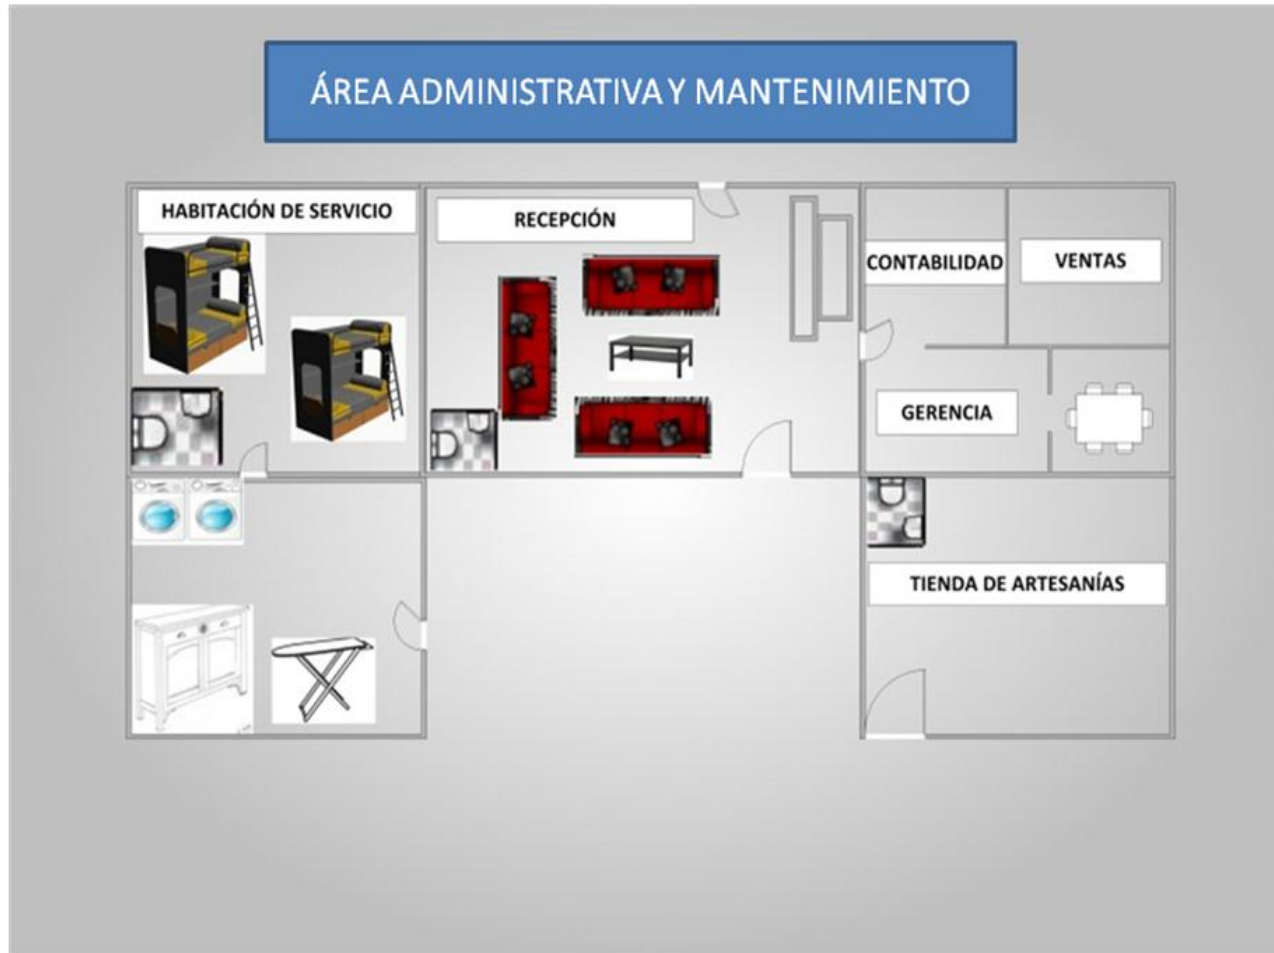 ÁREA ADMINISTRATIVA Y MANTENIMIENTO
HABITACIÓN DE SERVICIO
RECEPCIÓN
CONTABILIDAD
VENTAS
GERENCIA
TIENDA DE ARTESANÍAS